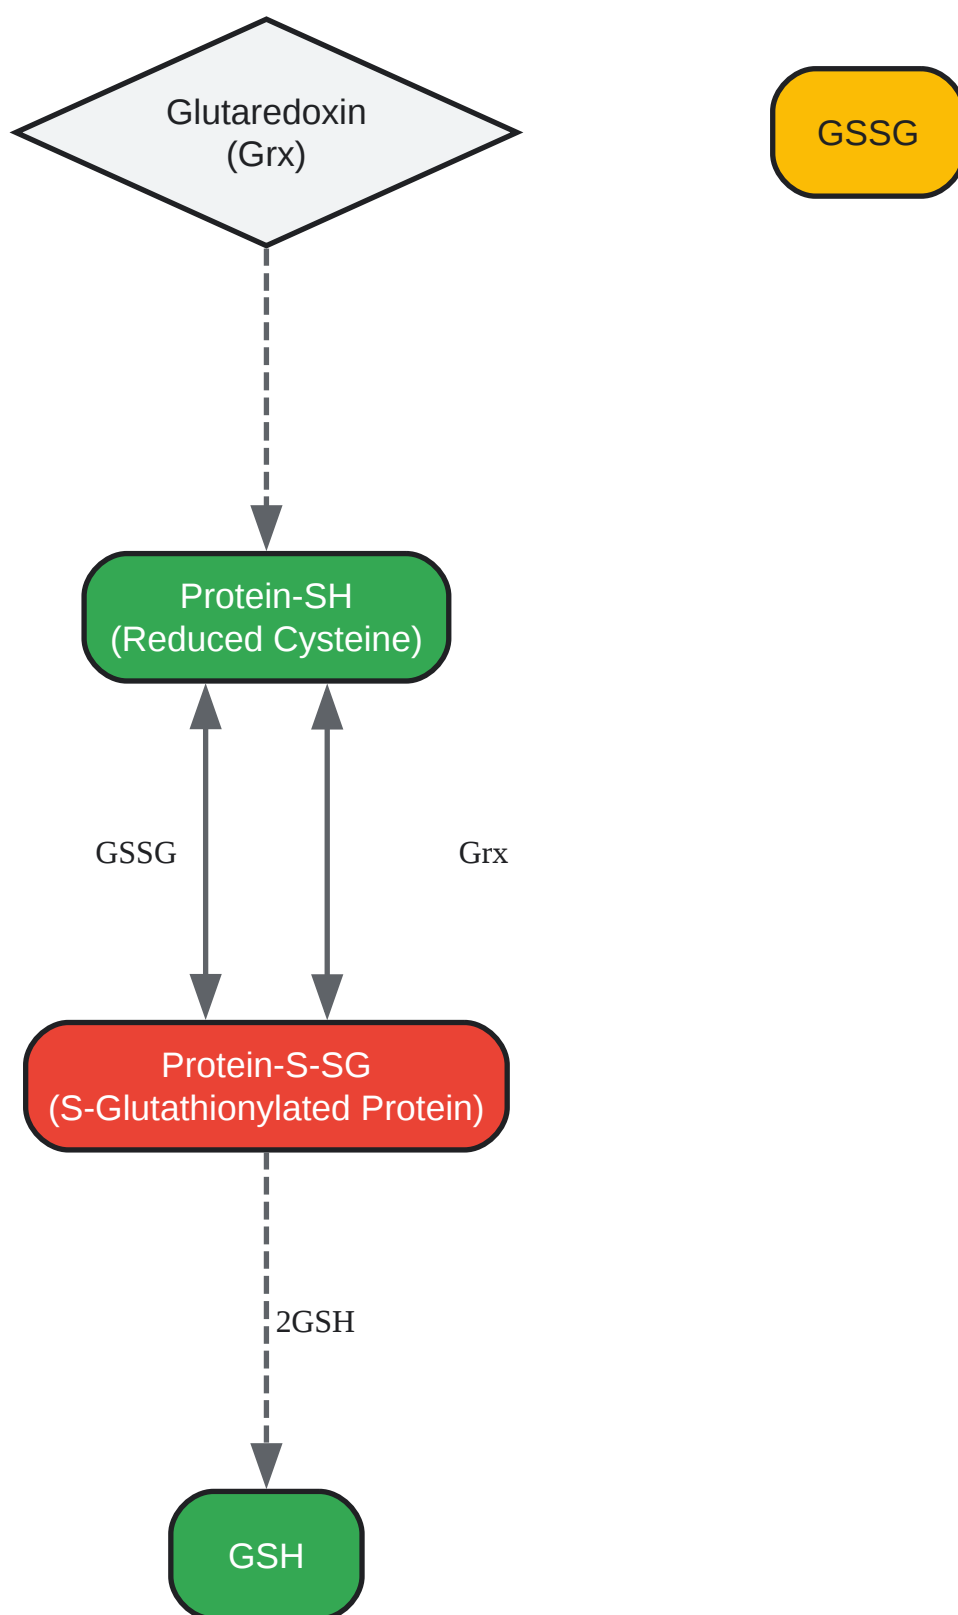 Glutaredoxin
(Grx)
GSSG
Protein-SH
(Reduced Cysteine)
GSSG
Grx
Protein-S-SG
(S-Glutathionylated Protein)
2GSH
GSH